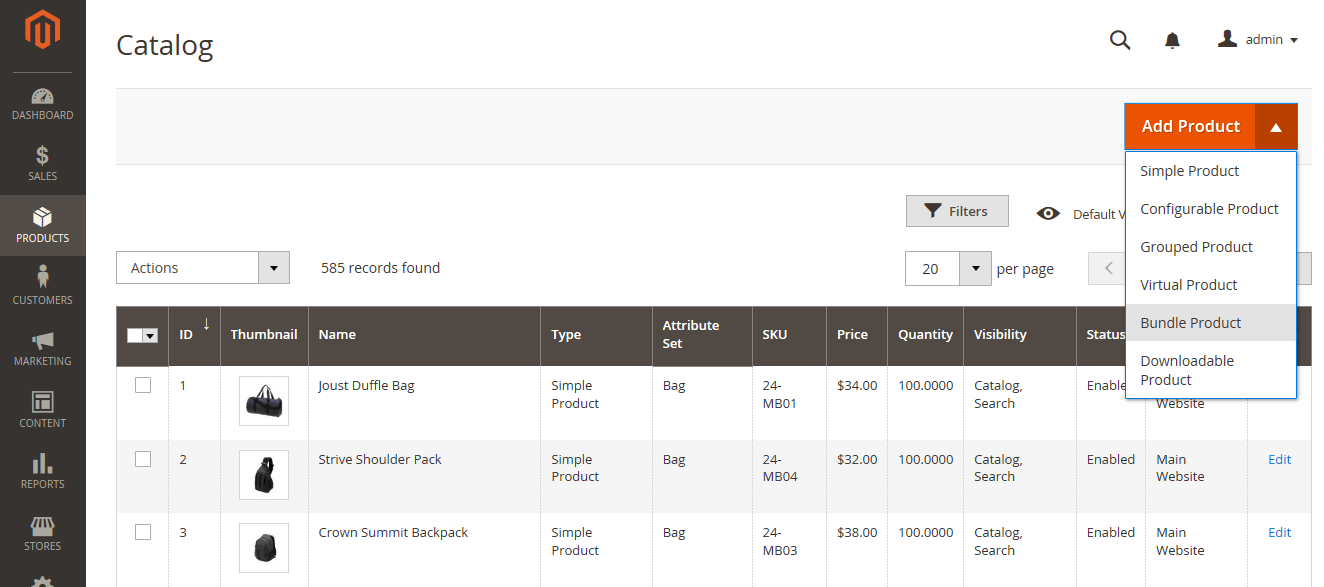 Catalog
admin
DASHBOARD
SALES
PRODUCTS
CUSTOMERS
MARKETING
CONTENT
REPORTS
STORES
Add Product
Simple Product
Configurable Product
Grouped Product
Virtual Product
Bundle Product
Downloadable
Product
Filters
Default V
Actions
585 records found
20
per page
ID
Thumbnail
Name
Type
Attribute
Set
SKU
Price
Quantity
Visibility
Status
1
Joust Duffle Bag
Simple
Product
Bag
24-
MB01
$34.00
100.0000
Catalog,
Search
Enable
Website
2
Strive Shoulder Pack
Simple
Product
Bag
24-
MB04
$32.00
100.0000
Catalog,
Search
Enabled
Main
Website
Edit
3
Crown Summit Backpack
Simple
Product
Bag
24-
MB03
$38.00
100.0000
Catalog,
Search
Enabled
Main
Website
Edit